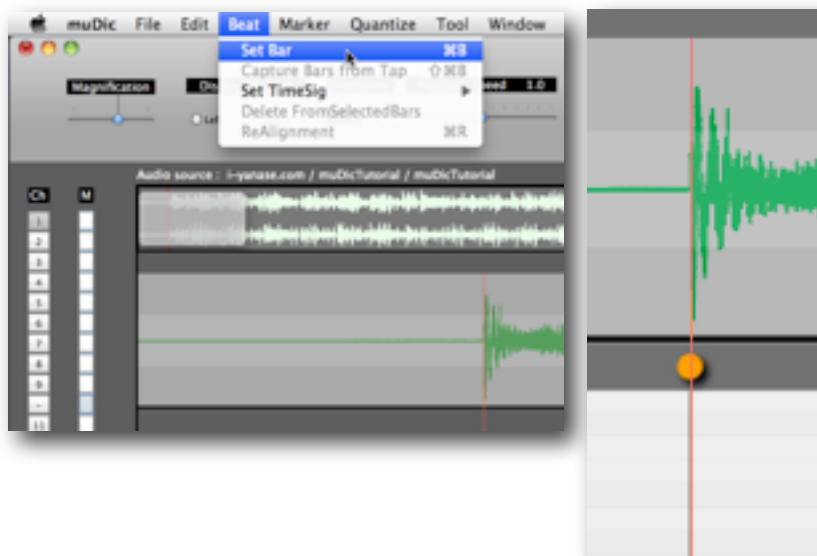 muDic File Edit Beat Marker Quantize Tool Window
Set Bar ⌘B
Capture Bars from Tap ⇧⌘B
Set TimeSig
Delete FromSelectedBars
ReAlignment ⌘R
Magnification
1.0
Audio source : i-yanase.com / muDicTutorial / muDicTutorial
Ch M
1
2
3
4
5
6
7
8
9
11